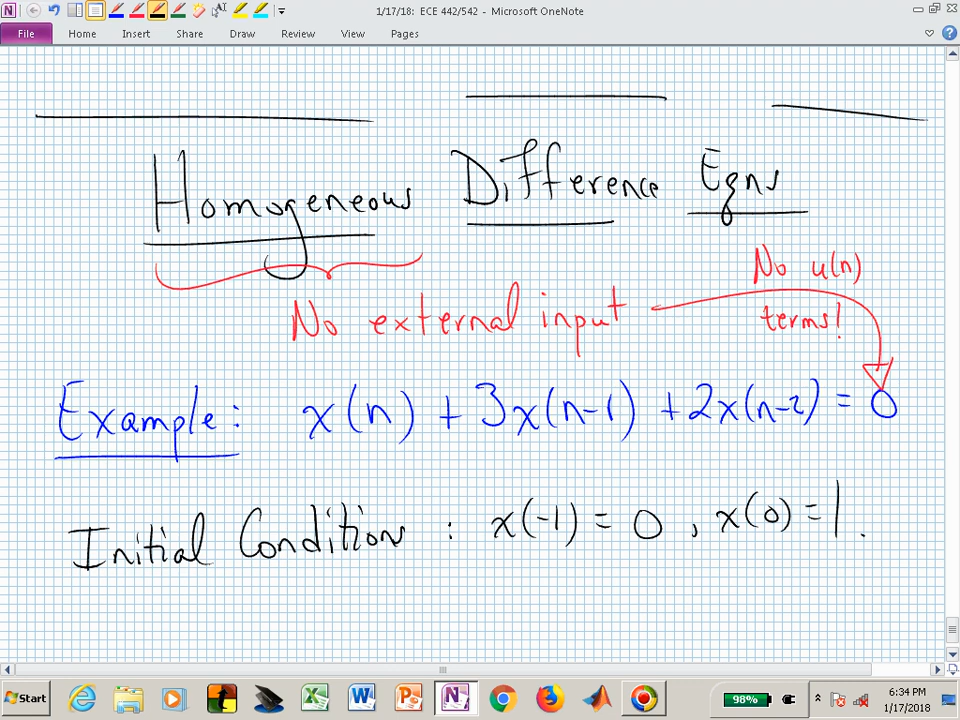 1/17/18: ECE 442/542 - Microsoft OneNote
File Home Insert Share Draw Review View Pages
Homogeneous Difference Eqns
No external input
No u(n)
terms!
Example: x(n) + 3x(n-1) + 2x(n-2) = 0
Initial Conditions : x(-1) = 0, x(0) = 1.
Start
98%
6:34 PM
1/17/2018